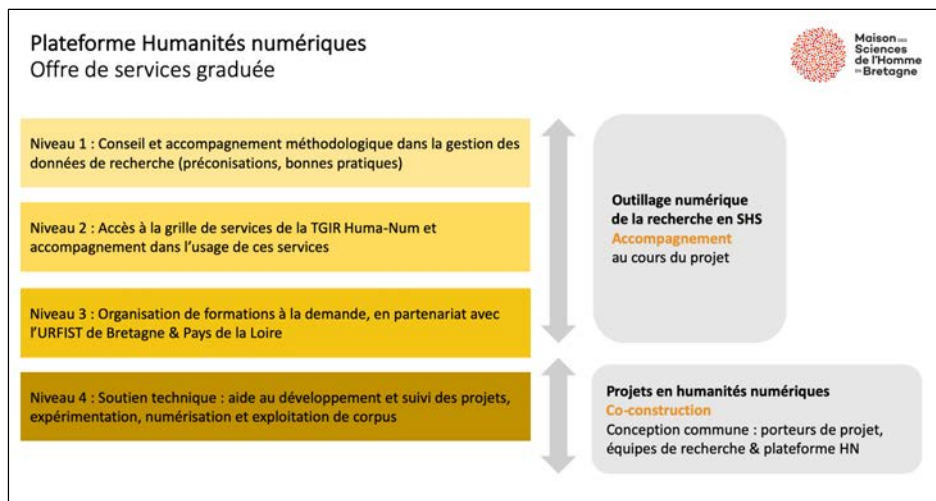 Plateforme Humanités numériques
Offre de services graduée
Maison DES
Sciences
de l'Homme
EN Bretagne
Niveau 1 : Conseil et accompagnement méthodologique dans la gestion des
données de recherche (préconisations, bonnes pratiques)
Niveau 2 : Accès à la grille de services de la TGIR Huma-Num et
accompagnement dans l'usage de ces services
Niveau 3 : Organisation de formations à la demande, en partenariat avec
l'URFIST de Bretagne & Pays de la Loire
Niveau 4 : Soutien technique : aide au développement et suivi des projets,
expérimentation, numérisation et exploitation de corpus
Outillage numérique
de la recherche en SHS
Accompagnement
au cours du projet
Projets en humanités numériques
Co-construction
Conception commune : porteurs de projet,
équipes de recherche & plateforme HN